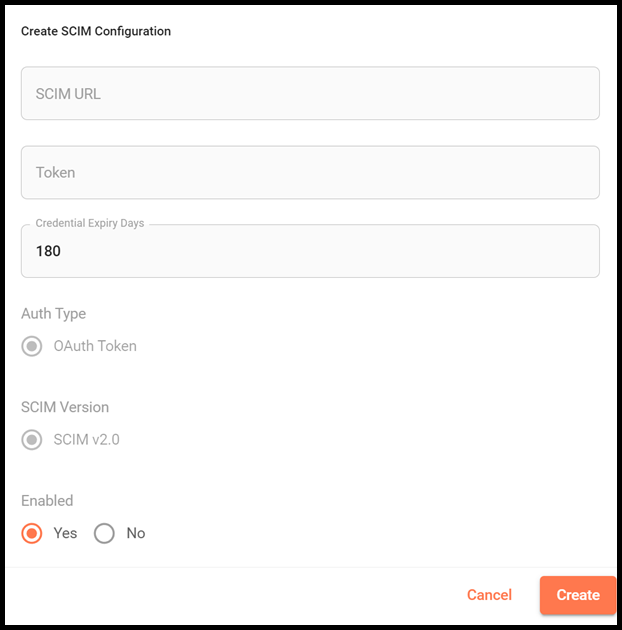 Create SCIM Configuration
SCIM URL
Token
Credential Expiry Days
180
Auth Type
OAuth Token
SCIM Version
SCIM v2.0
Enabled
Yes No
Cancel Create